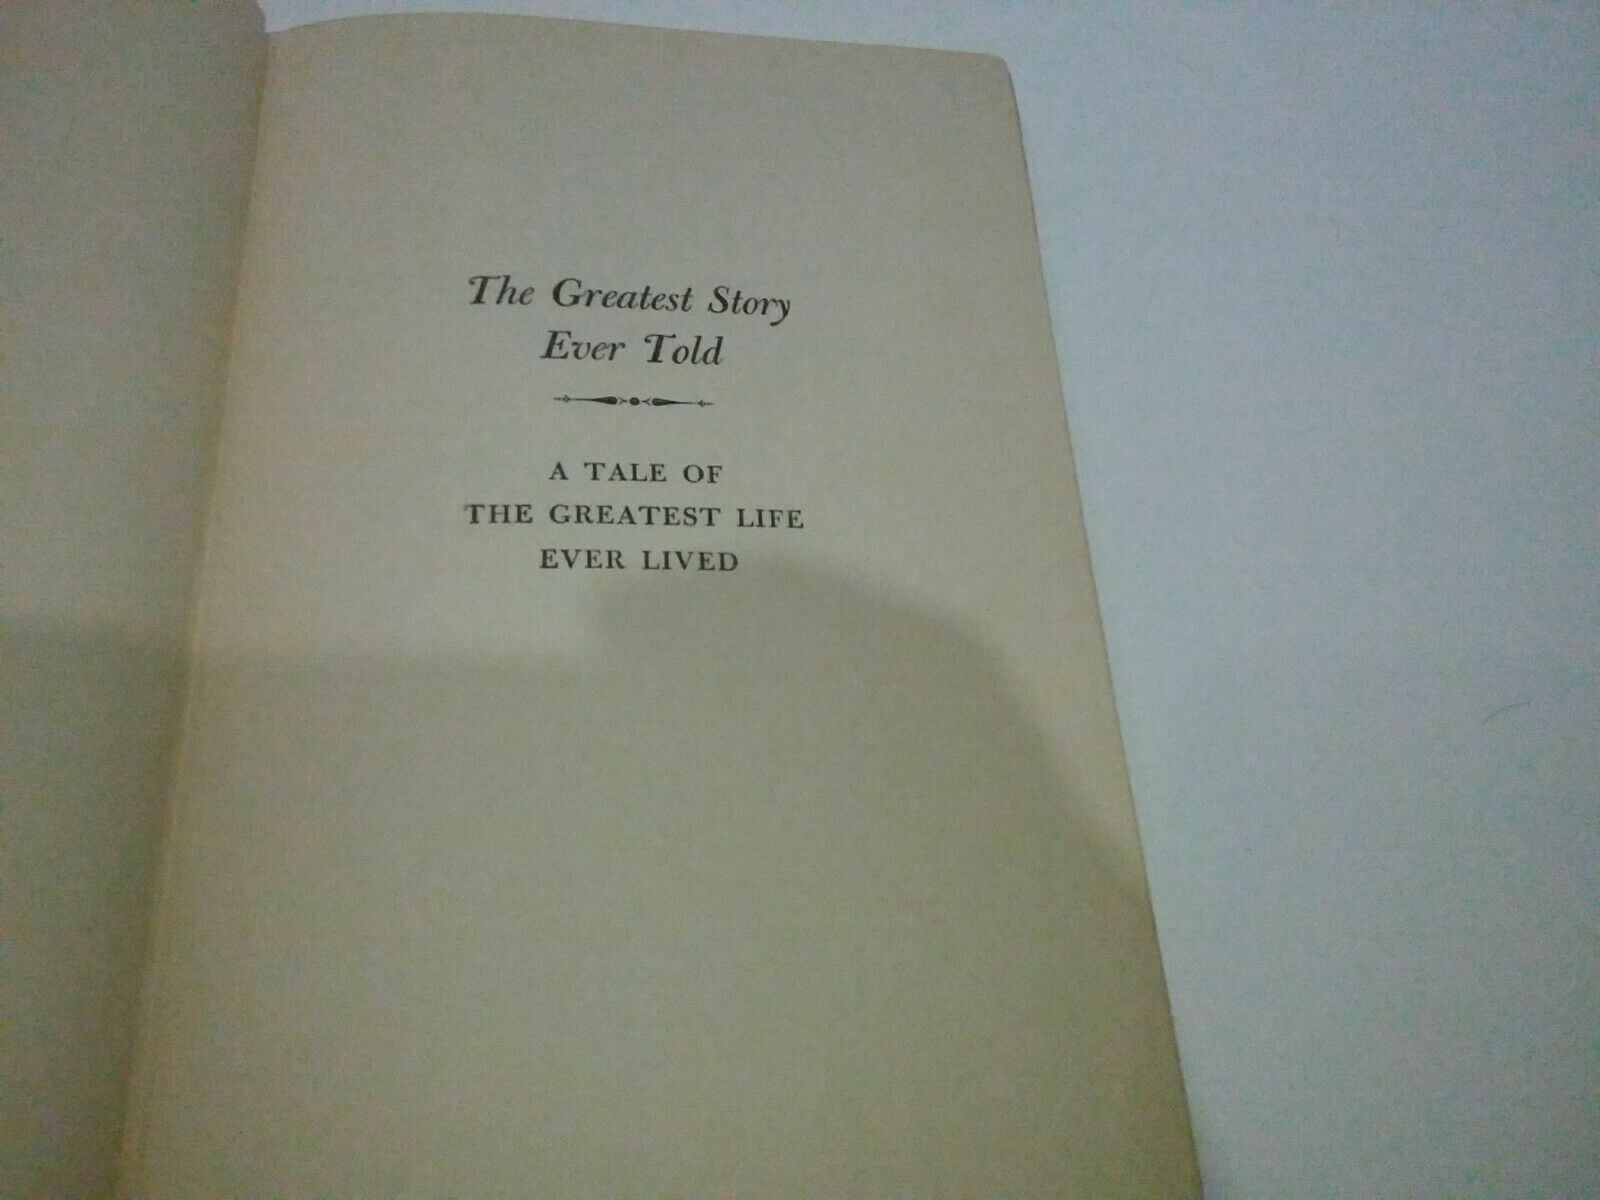 The Greatest Story
Ever Told
A TALE OF
THE GREATEST LIFE
EVER LIVED